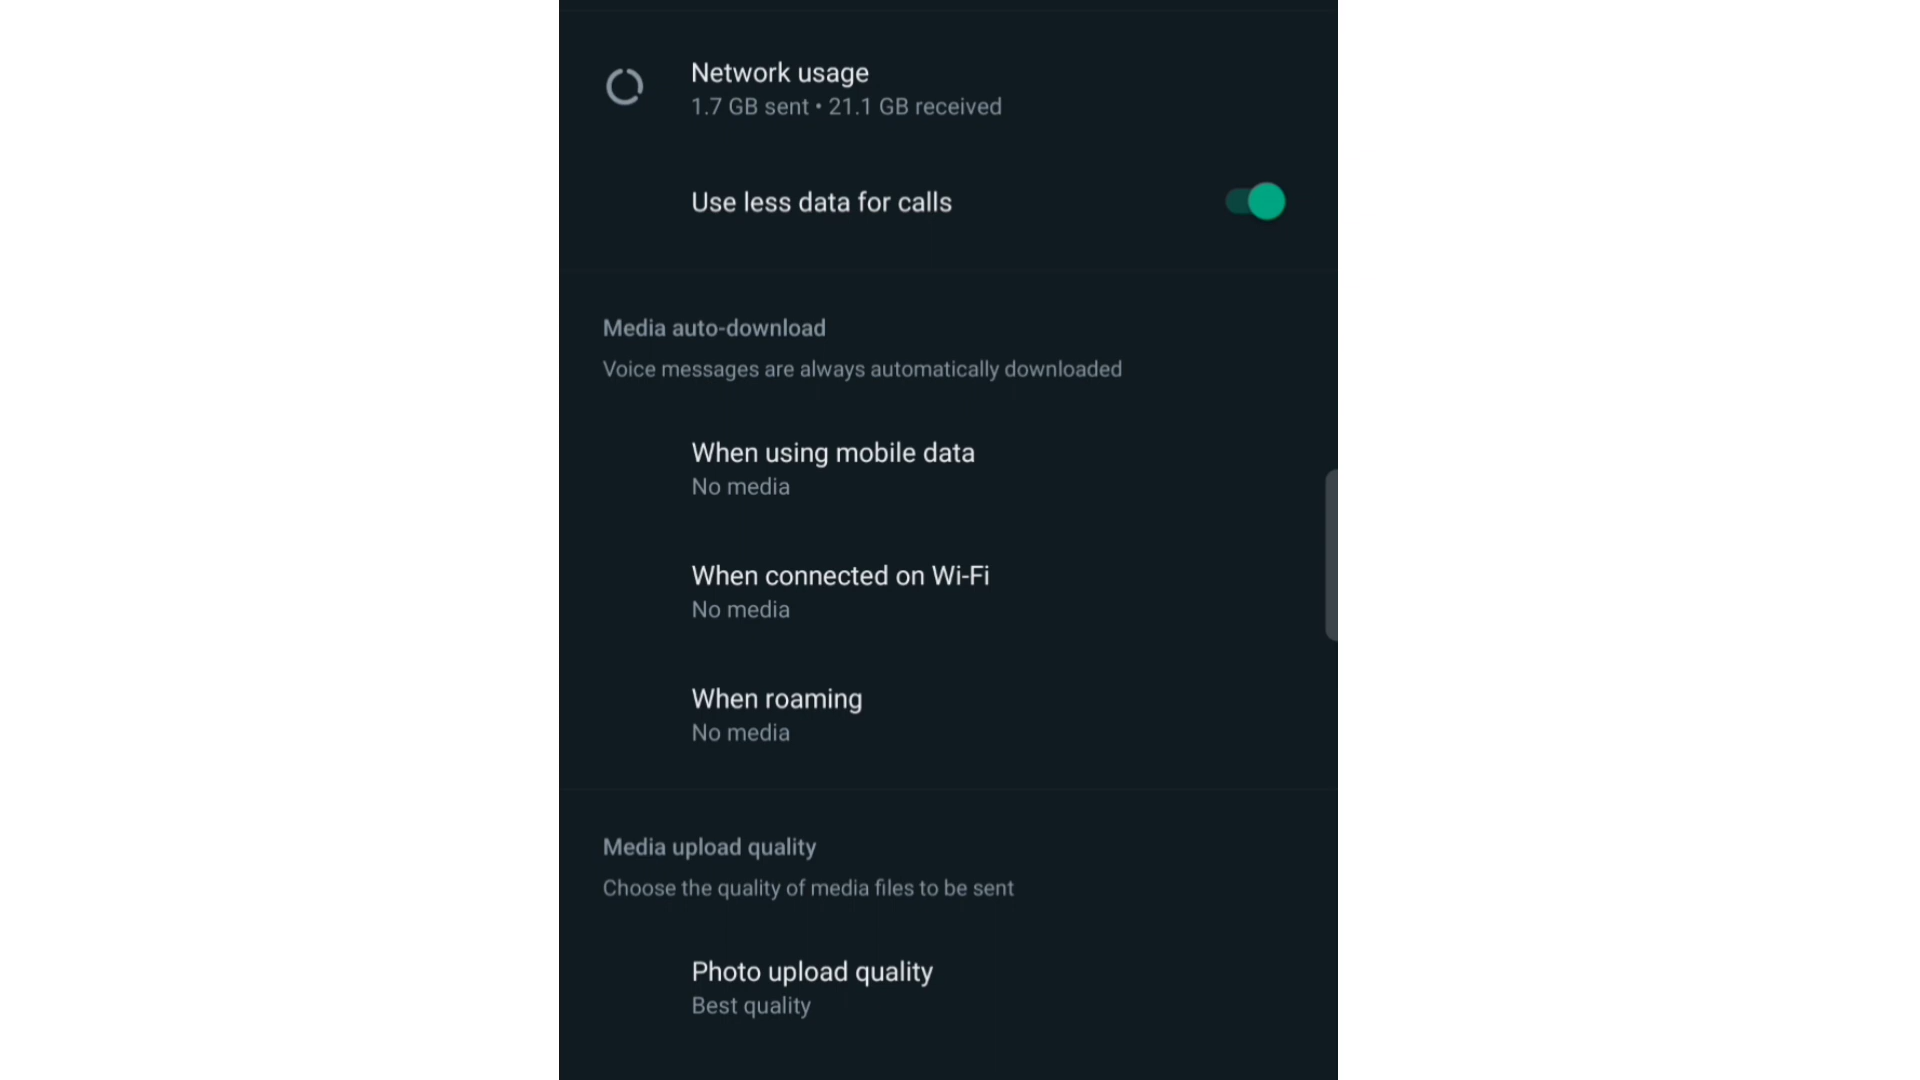 Network usage
1.7 GB sent • 21.1 GB received
Use less data for calls
Media auto-download
Voice messages are always automatically downloaded
When using mobile data
No media
When connected on Wi-Fi
No media
When roaming
No media
Media upload quality
Choose the quality of media files to be sent
Photo upload quality
Best quality